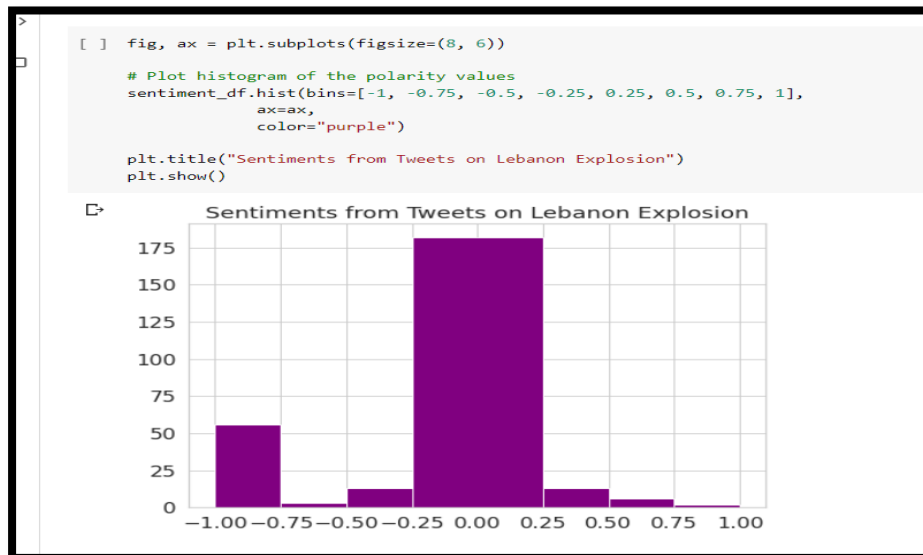 [ ] fig, ax = plt.subplots(figsize=(8, 6))
# Plot histogram of the polarity values
sentiment_df.hist(bins=[-1, -0.75, -0.5, -0.25, 0.25, 0.5, 0.75, 1],
ax=ax,
color="purple")
plt.title("Sentiments from Tweets on Lebanon Explosion")
plt.show()
Sentiments from Tweets on Lebanon Explosion
175
150
125
100
75
50
25
0
−1.00 −0.75 −0.50 −0.25 0.00 0.25 0.50 0.75 1.00